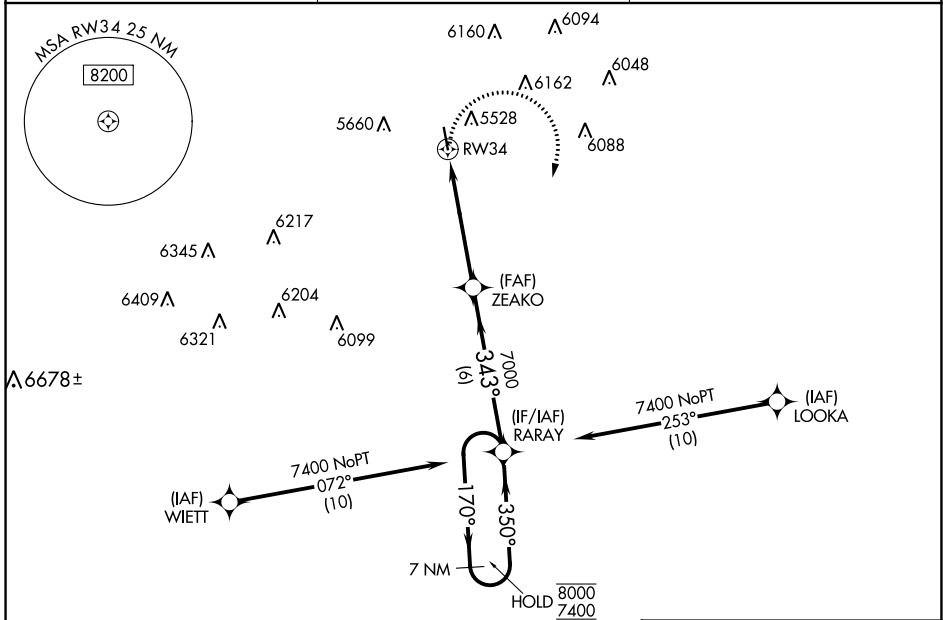 MSA RW34 25 NM
8200
6160
6094
6162
6048
5660
5528
6088
RW34
6217
6345
6409
6204
6321
6099
(FAF)
ZEAKO
6678±
7000
343°
(6)
(IF/IAF)
RARAY
7400 NoPT
253°
(10)
(IAF)
LOOKA
7400 NoPT
072°
(10)
(IAF)
WIETT
170°
350°
7 NM
HOLD
8000
7400